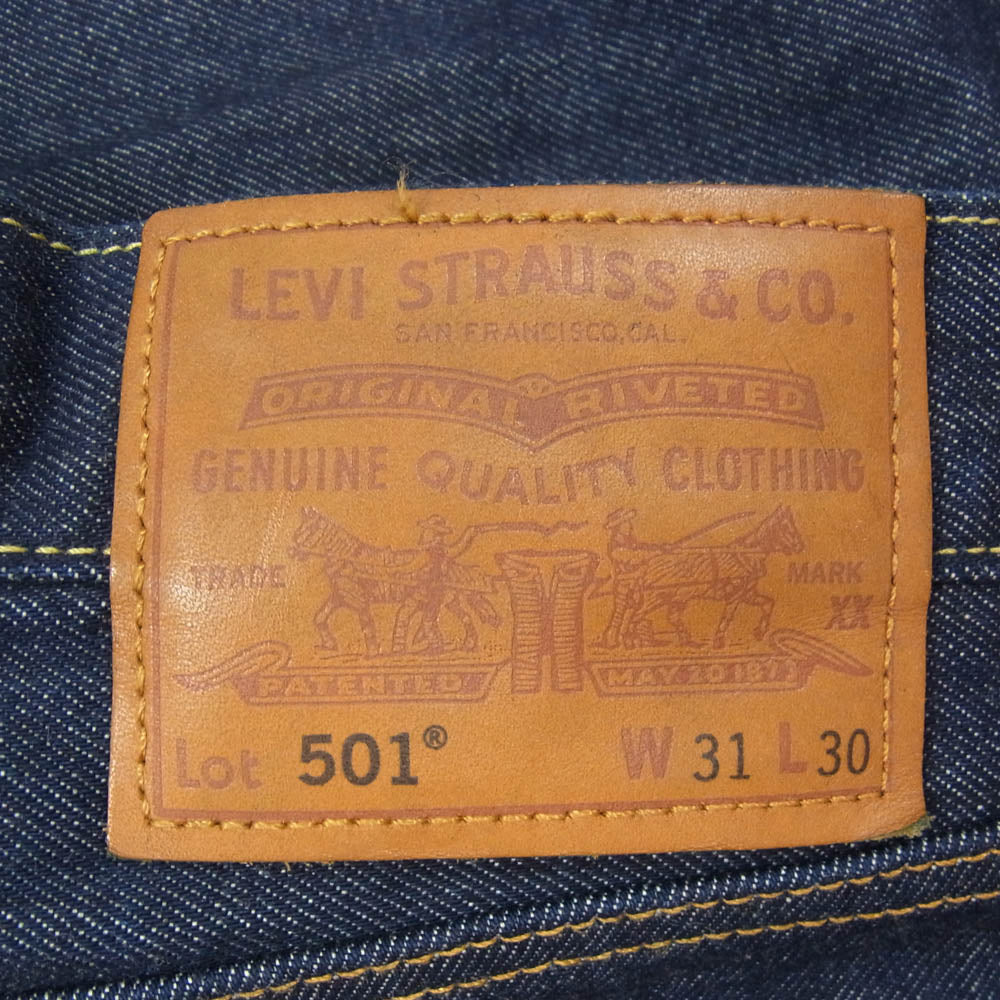 LEVI STRAUSS & CO.
SAN FRANCISCO, CAL.
ORIGINAL RIVETED
GENUINE QUALITY CLOTHING
TRADE MARK
XX
PATENTED MAY 20 1873
Lot 501® W 31 L 30